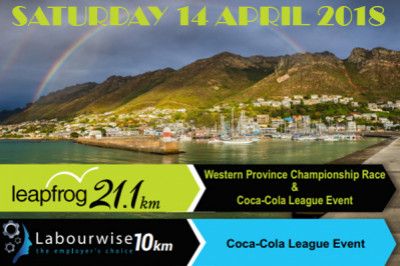 SATURDAY 14 APRIL 2018
leapfrog 21.1km
Western Province Championship Race
&
Coca-Cola League Event
Labourwise 10km
the employer's choice
Coca-Cola League Event